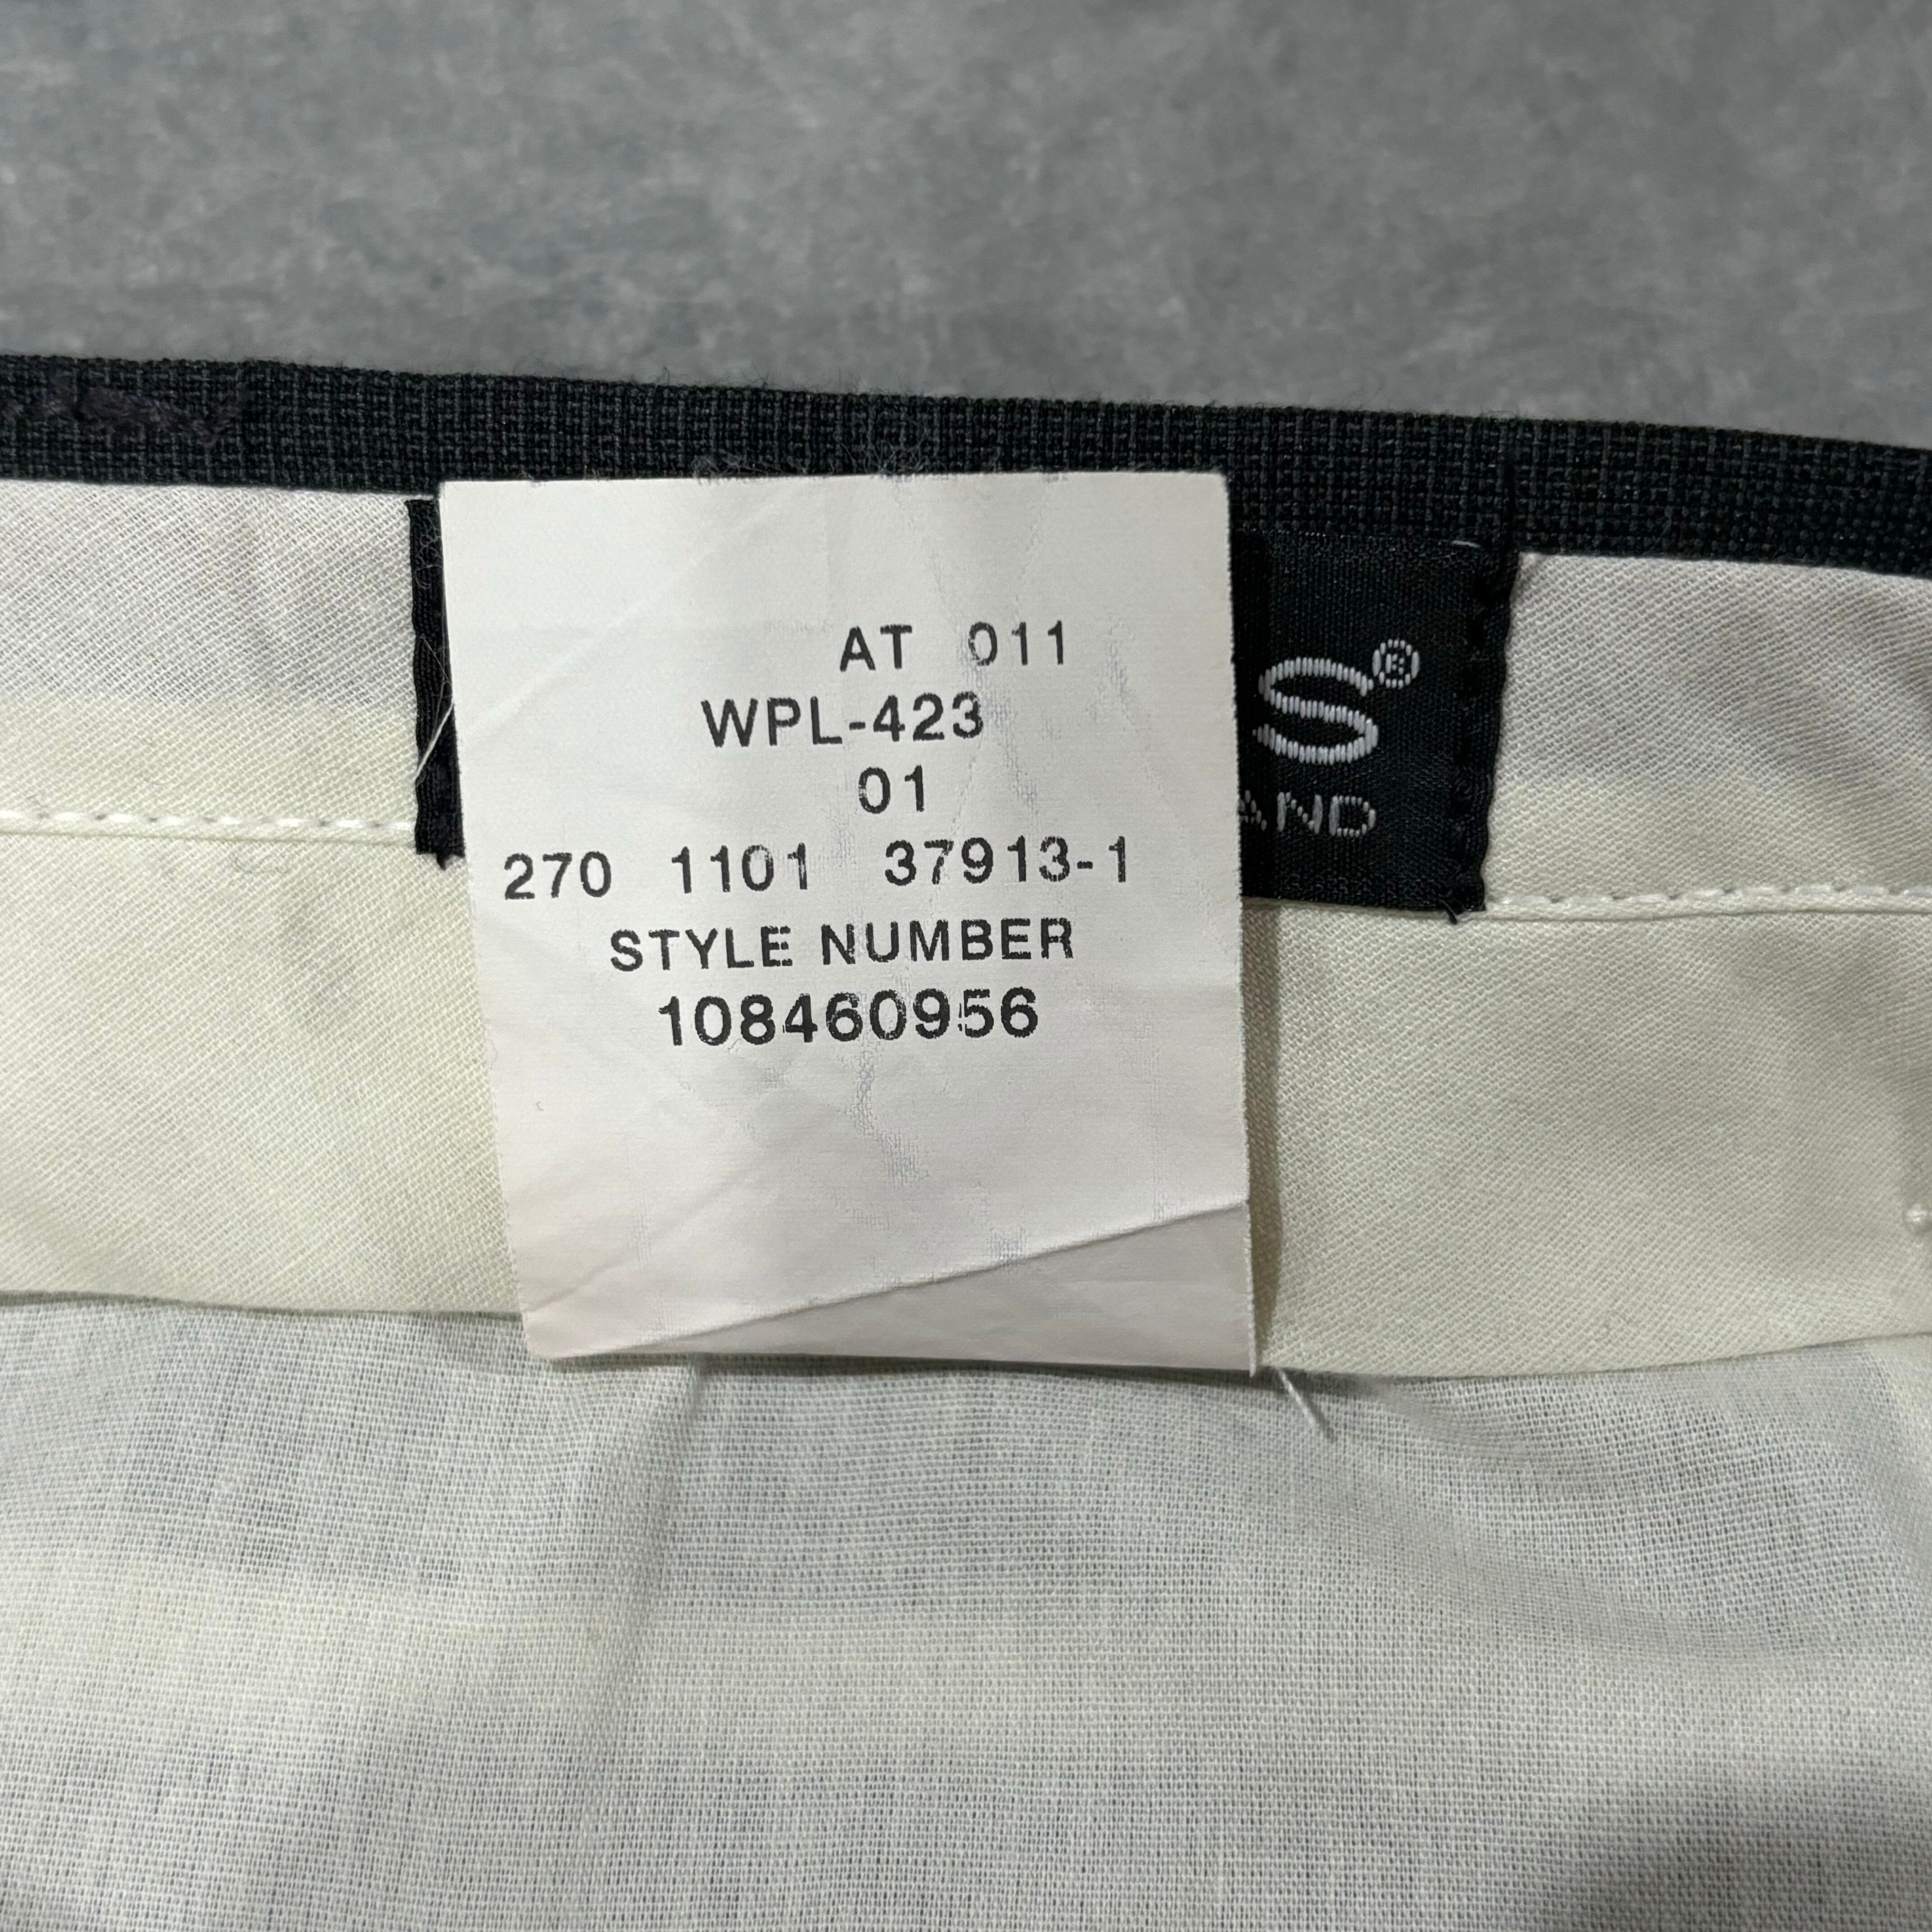 AT 011
WPL-423
01
270 1101 37913-1
STYLE NUMBER
108460956
S®
AND